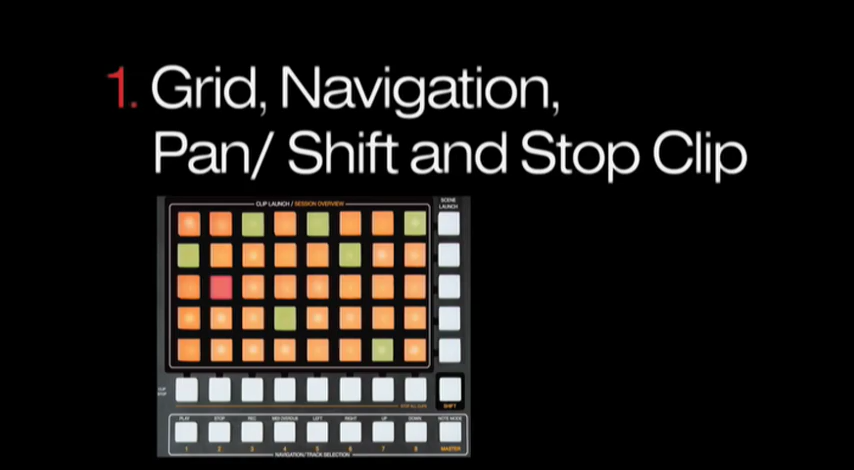 1. Grid, Navigation,
Pan/ Shift and Stop Clip
CLIP LAUNCH / SESSION OVERVIEW
SCENE
LAUNCH
CLIP
STOP
STOP ALL CLIPS
SHIFT
PLAY STOP REC MIDI OVERDUB LEFT RIGHT UP DOWN NOTE MODE
1 2 3 4 5 6 7 8 MASTER
NAVIGATION/TRACK SELECTION